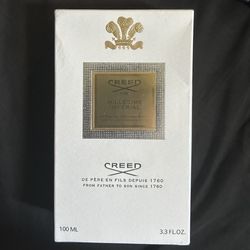 CREED
MILLESIME
IMPERIAL
CREED
DE PÈRE EN FILS DEPUIS 1760
FROM FATHER TO SON SINCE 1760
100 ML
3.3 FL.OZ.